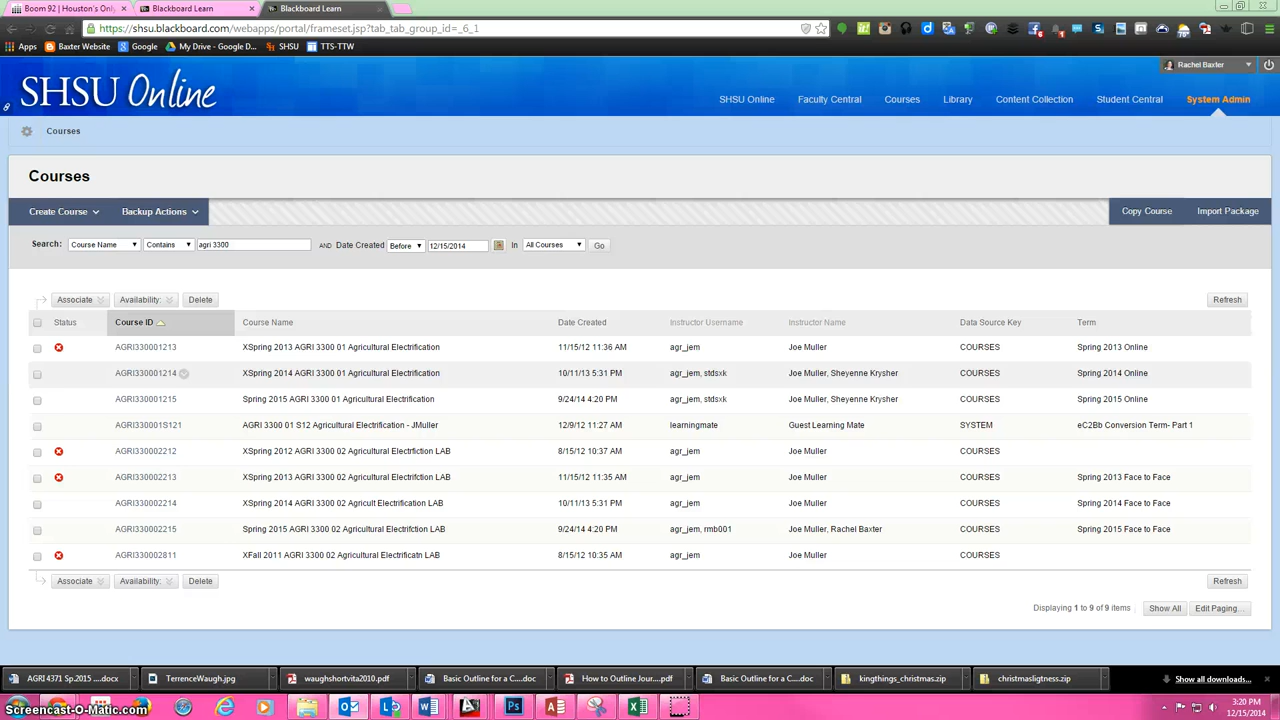 Boom 92 | Houston's Only
Blackboard Learn
Blackboard Learn
https://shsu.blackboard.com/webapps/portal/frameset.jsp?tab_tab_group_id=_6_1
Apps Baxter Website Google My Drive - Google D... SHSU TTS-TTW
Rachel Baxter
SHSU Online
SHSU Online Faculty Central Courses Library Content Collection Student Central System Admin
Courses
Courses
Create Course Backup Actions Copy Course Import Package
Search: Course Name Contains agri 3300 AND Date Created Before 12/15/2014 In All Courses Go
Associate Availability: Delete Refresh
Status Course ID Course Name Date Created Instructor Username Instructor Name Data Source Key Term
AGRI330001213 XSpring 2013 AGRI 3300 01 Agricultural Electrification 11/15/12 11:36 AM agr_jem Joe Muller COURSES Spring 2013 Online
AGRI330001214 XSpring 2014 AGRI 3300 01 Agricultural Electrification 10/11/13 5:31 PM agr_jem, stdsxk Joe Muller, Sheyenne Krysher COURSES Spring 2014 Online
AGRI330001215 Spring 2015 AGRI 3300 01 Agricultural Electrification 9/24/14 4:20 PM agr_jem, stdsxk Joe Muller, Sheyenne Krysher COURSES Spring 2015 Online
AGRI330001S121 AGRI 3300 01 S12 Agricultural Electrification - JMuller 12/9/12 11:27 AM learningmate Guest Learning Mate SYSTEM eC2Bb Conversion Term- Part 1
AGRI330002212 XSpring 2012 AGRI 3300 02 Agricultural Electrifiction LAB 8/15/12 10:37 AM agr_jem Joe Muller COURSES
AGRI330002213 XSpring 2013 AGRI 3300 02 Agricultural Electrifction LAB 11/15/12 11:35 AM agr_jem Joe Muller COURSES Spring 2013 Face to Face
AGRI330002214 XSpring 2014 AGRI 3300 02 Agricult Electrification LAB 10/11/13 5:31 PM agr_jem Joe Muller COURSES Spring 2014 Face to Face
AGRI330002215 Spring 2015 AGRI 3300 02 Agricultural Electrifction LAB 9/24/14 4:20 PM agr_jem, rmb001 Joe Muller, Rachel Baxter COURSES Spring 2015 Face to Face
AGRI330002811 XFall 2011 AGRI 3300 02 Agricultural Electrificatn LAB 8/15/12 10:35 AM agr_jem Joe Muller COURSES
Associate Availability: Delete Refresh
Displaying 1 to 9 of 9 items Show All Edit Paging...
AGRI 4371 Sp.2015 ....docx TerrenceWaugh.jpg waughshortvita2010.pdf Basic Outline for a C....doc How to Outline Jour....pdf Basic Outline for a C....doc kingthings_christmas.zip christmasligtness.zip Show all downloads...
Screencast-O-Matic.com
3:20 PM
12/15/2014